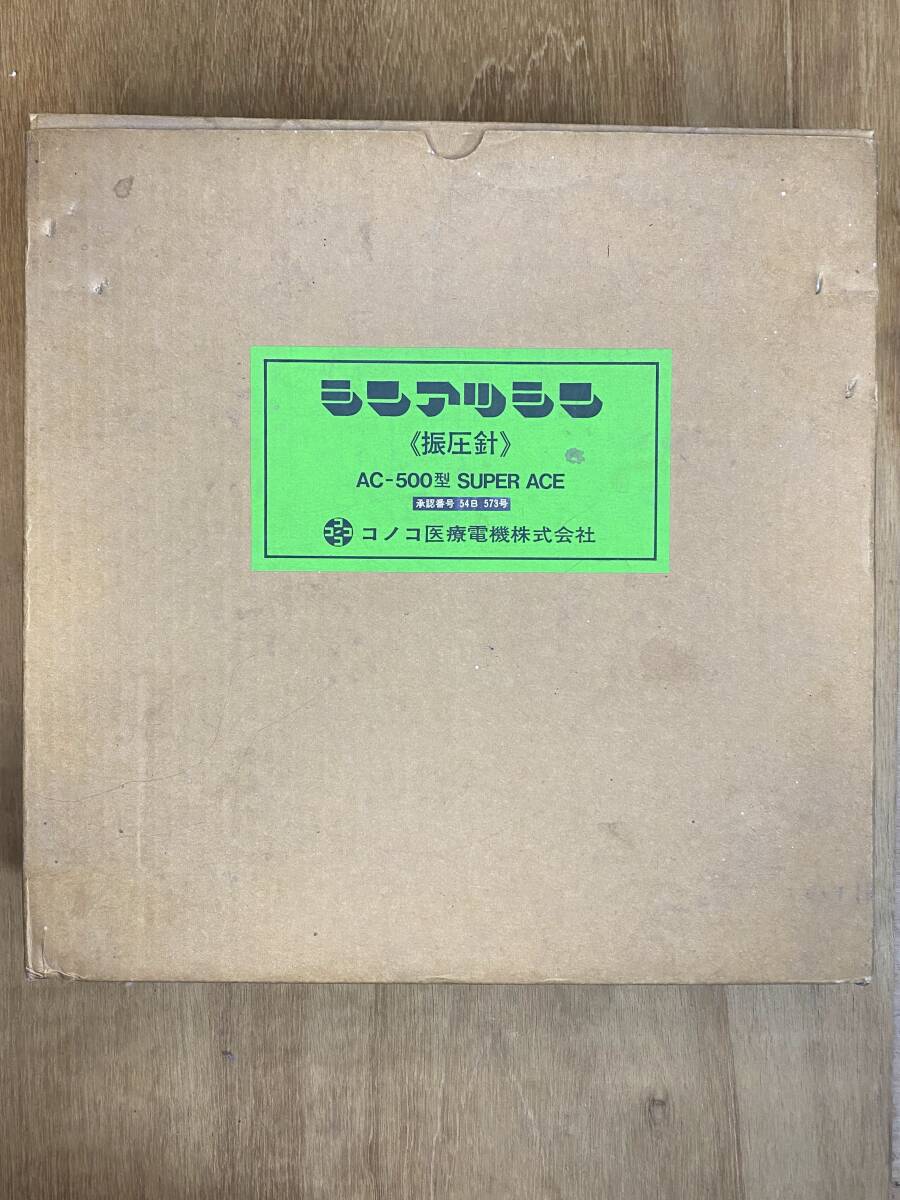 シンアツシン
《振圧針》
AC-500型 SUPER ACE
承認番号 54B 573号
コノコ医療電機株式会社